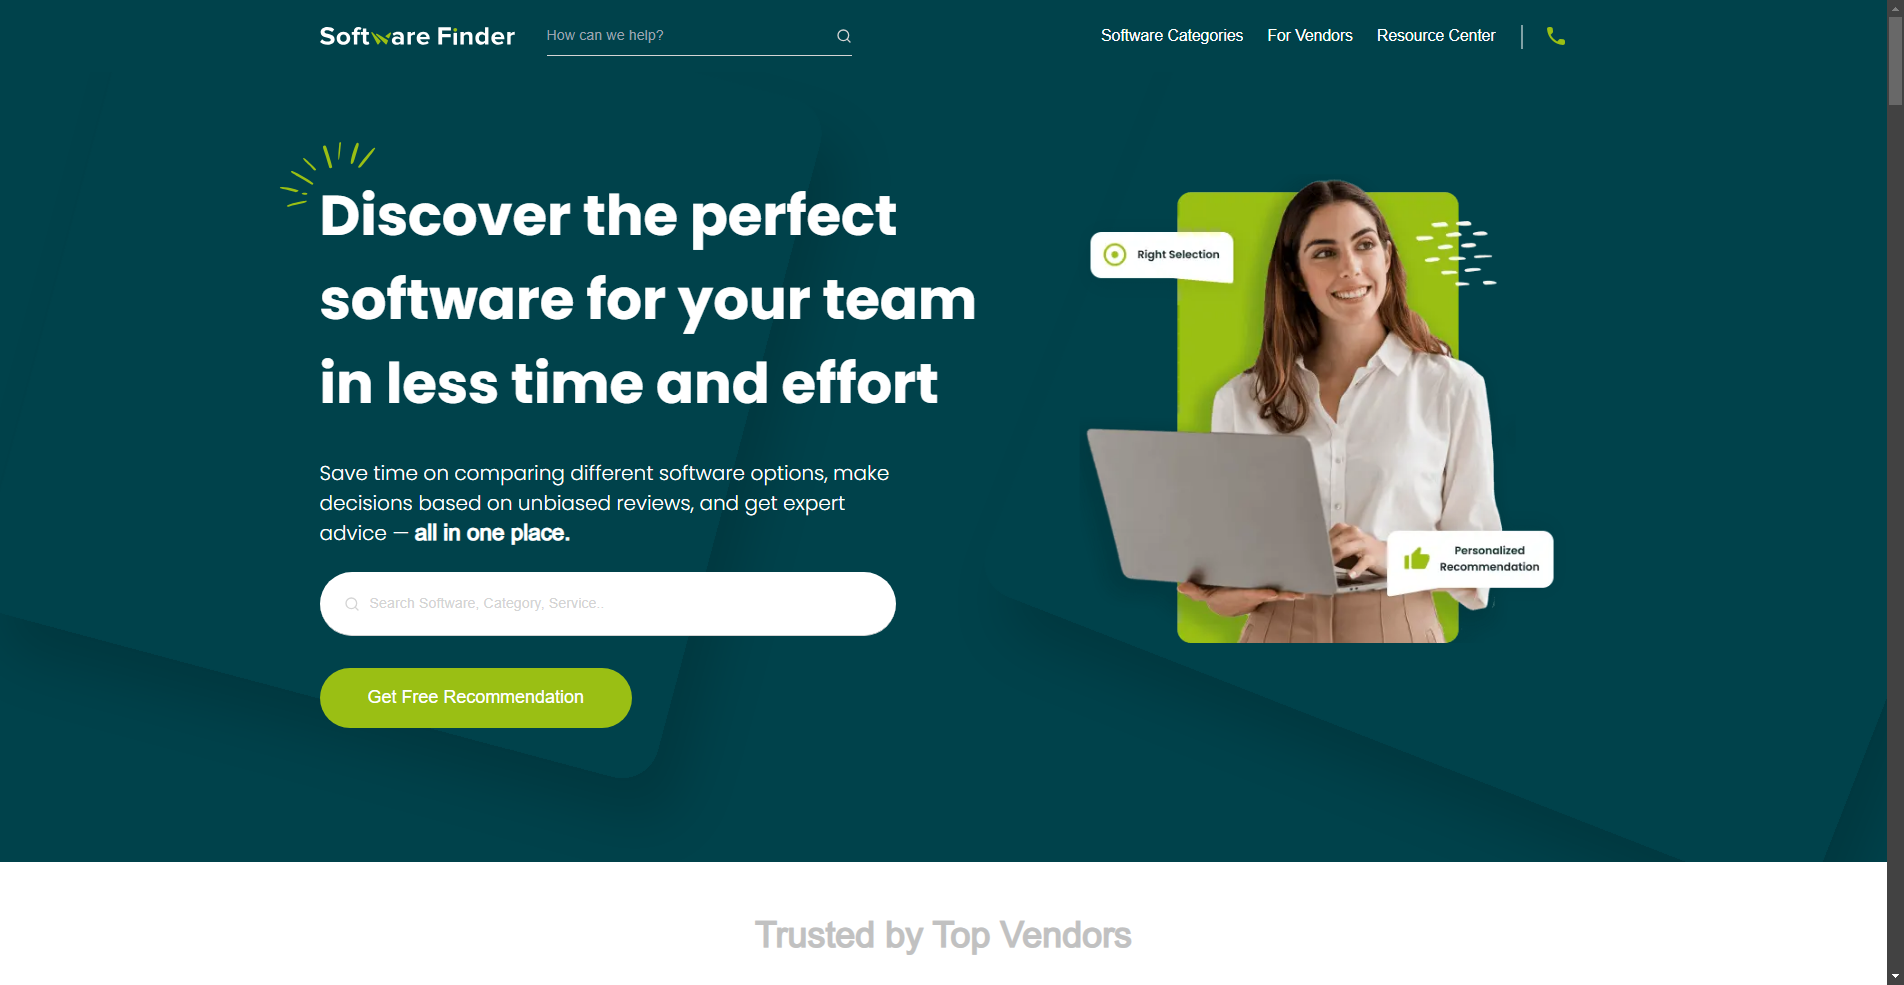 Software Finder
How can we help?
Software Categories
For Vendors
Resource Center
Discover the perfect
software for your team
in less time and effort
Save time on comparing different software options, make
decisions based on unbiased reviews, and get expert
advice — all in one place.
Search Software, Category, Service..
Get Free Recommendation
Right Selection
Personalized
Recommendation
Trusted by Top Vendors